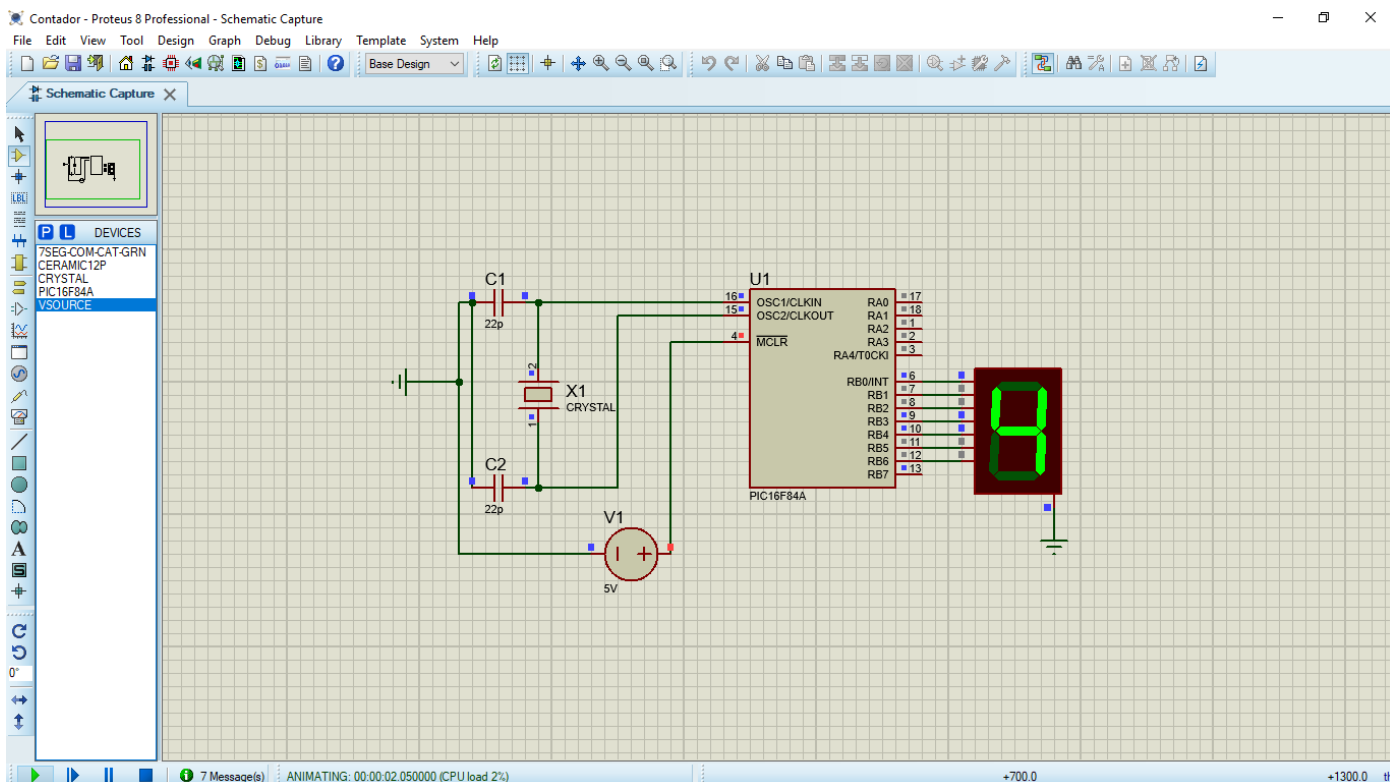 Contador - Proteus 8 Professional - Schematic Capture
File Edit View Tool Design Graph Debug Library Template System Help
Base Design
Schematic Capture
LBL
P L DEVICES
7SEG-COM-CAT-GRN
CERAMIC12P
CRYSTAL
PIC16F84A
VSOURCE
A
S
0°
C1
22p
X1
CRYSTAL
2
1
C2
22p
V1
5V
U1
16 OSC1/CLKIN RA0 17
15 OSC2/CLKOUT RA1 18
RA2 1
4 MCLR RA3 2
RA4/T0CKI 3
RB0/INT 6
RB1 7
RB2 8
RB3 9
RB4 10
RB5 11
RB6 12
RB7 13
PIC16F84A
4
7 Message(s) ANIMATING: 00:00:02.050000 (CPU load 2%) +700.0 +1300.0